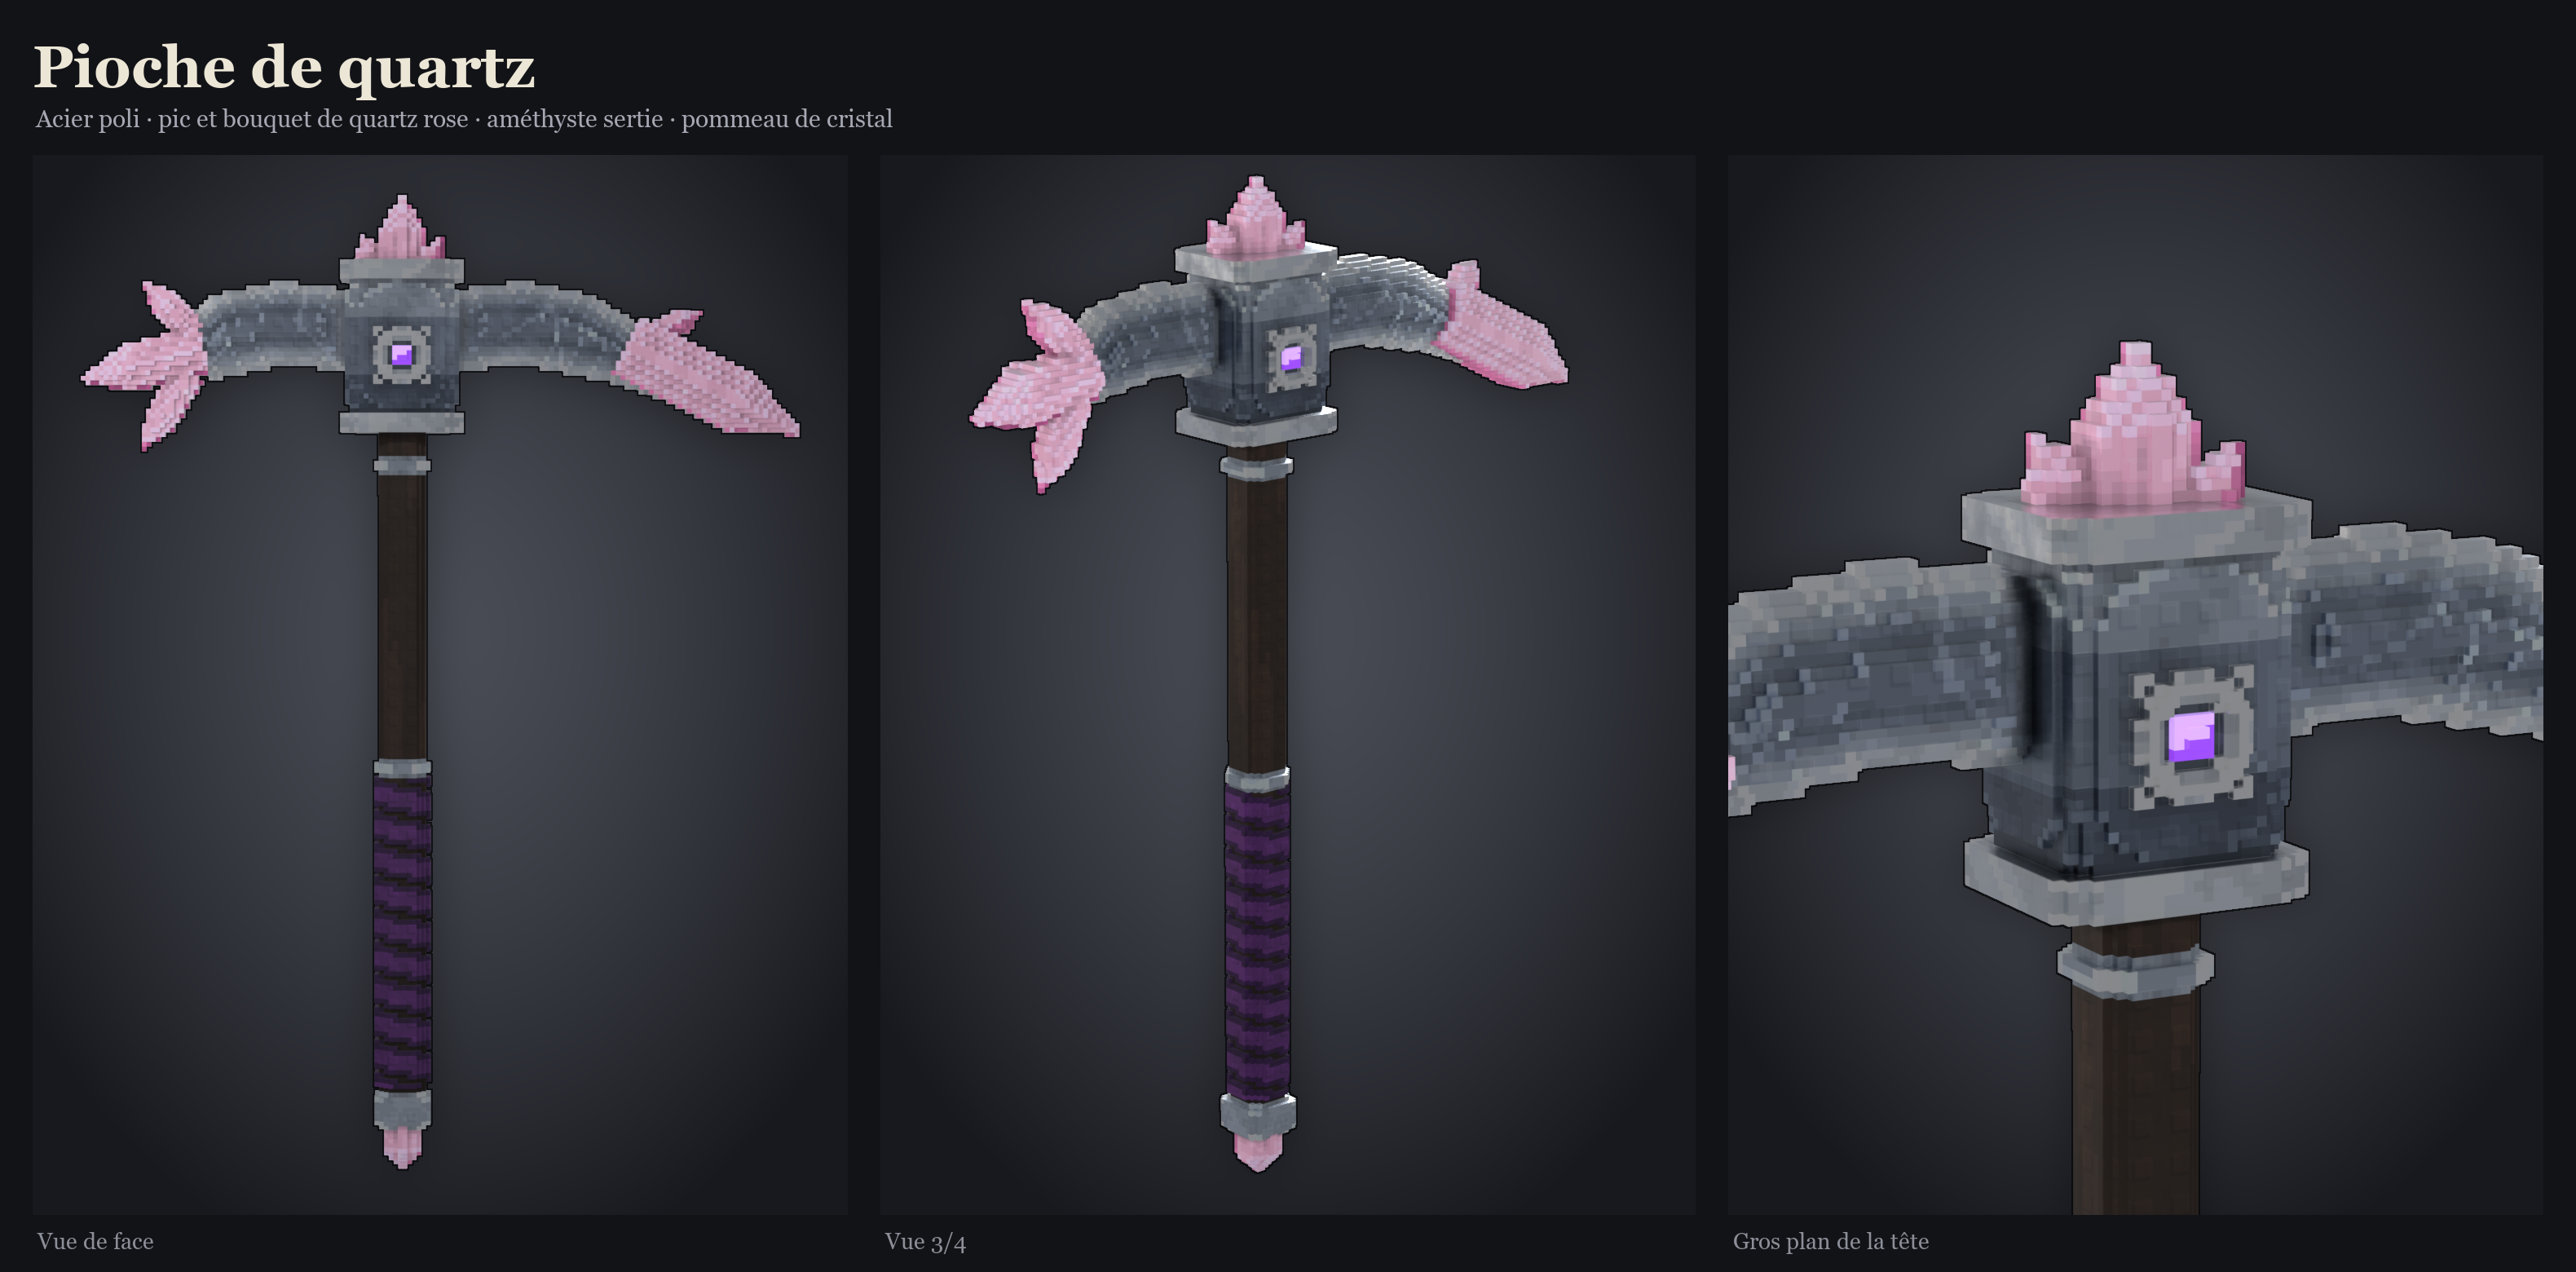 Pioche de quartz
Acier poli · pic et bouquet de quartz rose · améthyste sertie · pommeau de cristal
Vue de face
Vue 3/4
Gros plan de la tête